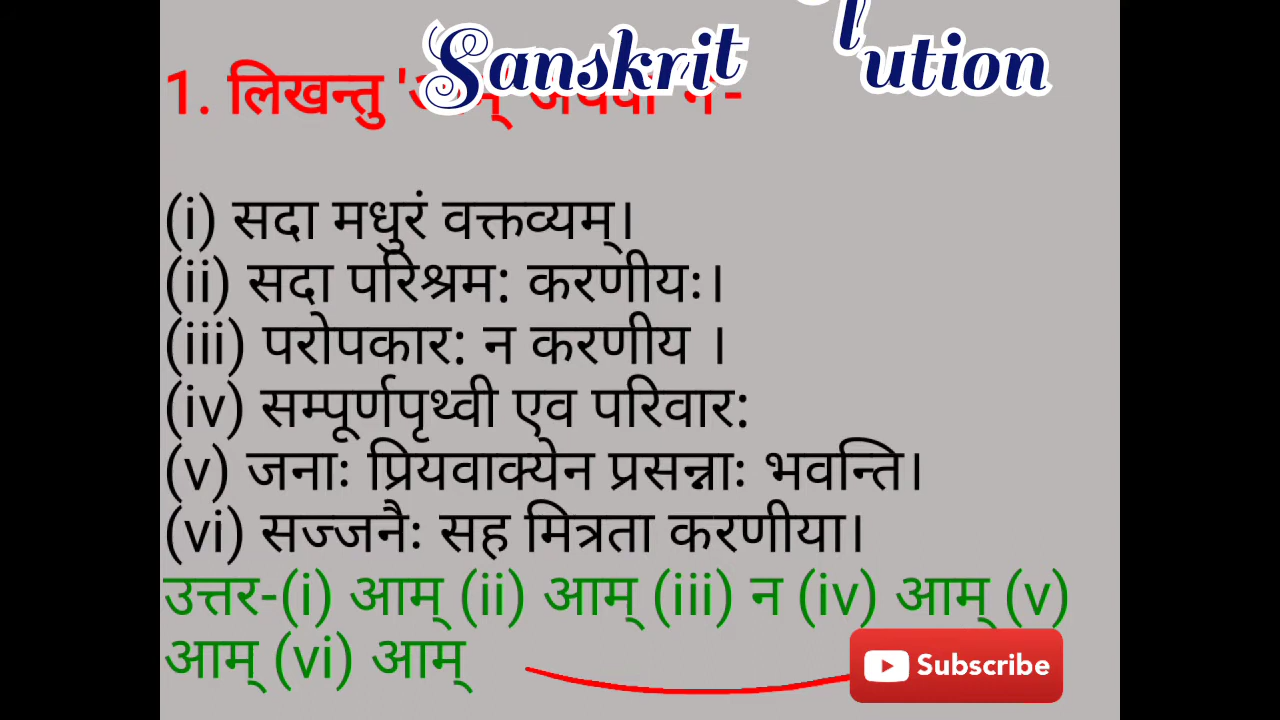 Sanskrit lution
1. लिखन्तु
(i) सदा मधुरं वक्तव्यम्।
(ii) सदा परिश्रम: करणीयः।
(iii) परोपकार: न करणीय ।
(iv) सम्पूर्णपृथ्वी एव परिवार:
(v) जनाः प्रियवाक्येन प्रसन्नाः भवन्ति।
(vi) सज्जनैः सह मित्रता करणीया।
उत्तर-(i) आम् (ii) आम् (iii) न (iv) आम् (v)
आम् (vi) आम्
Subscribe